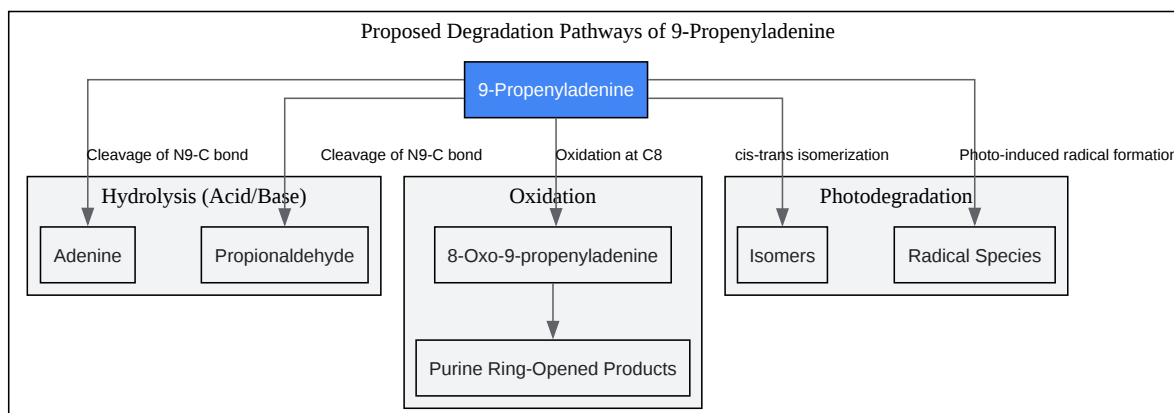 Proposed Degradation Pathways of 9-Propenyladenine
9-Propenyladenine
Cleavage of N9-C bond
Cleavage of N9-C bond
Oxidation at C8
cis-trans isomerization
Photo-induced radical formation
Hydrolysis (Acid/Base)
Oxidation
Photodegradation
Adenine
Propionaldehyde
8-Oxo-9-propenyladenine
Isomers
Radical Species
Purine Ring-Opened Products